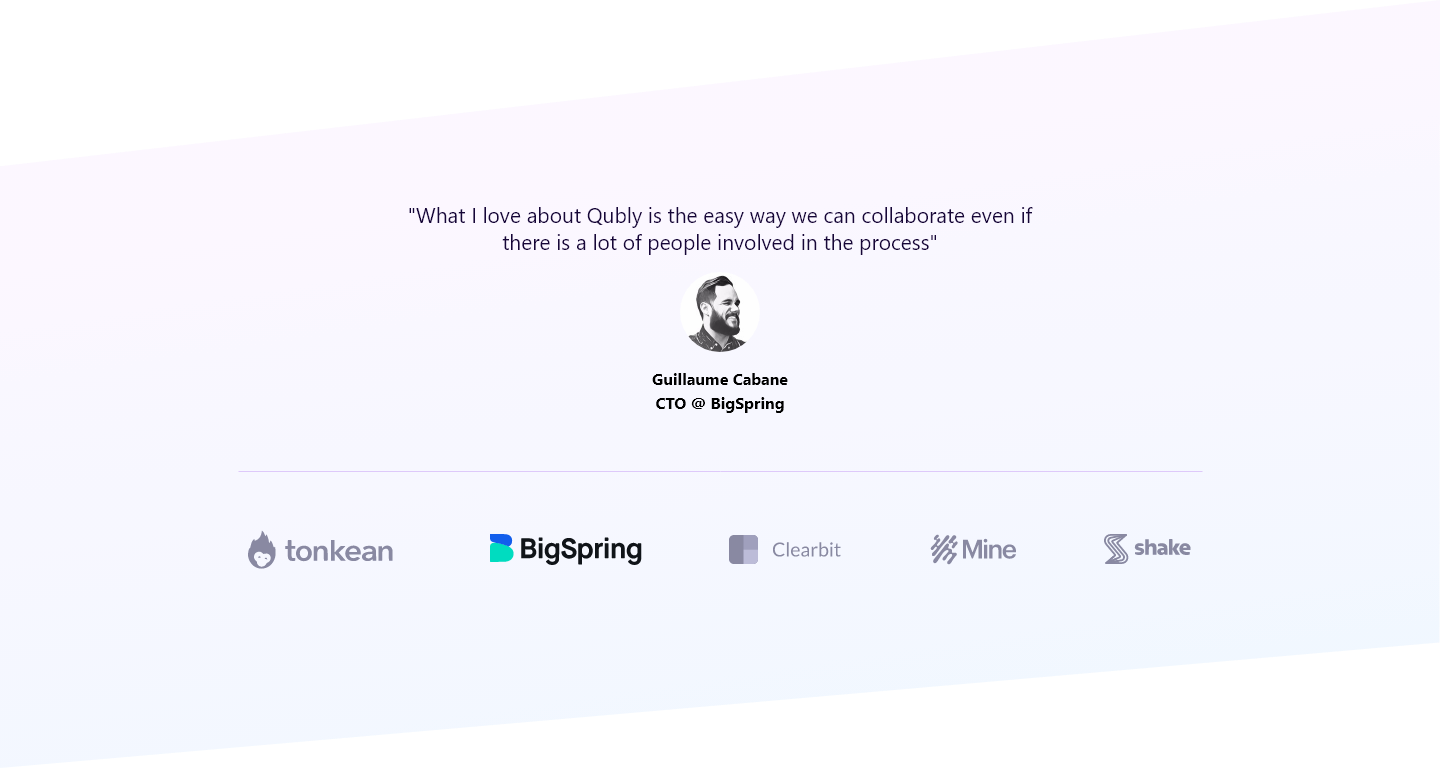 "What I love about Qubly is the easy way we can collaborate even if
there is a lot of people involved in the process"
Guillaume Cabane
CTO @ BigSpring
tonkean
BigSpring
Clearbit
Mine
shake